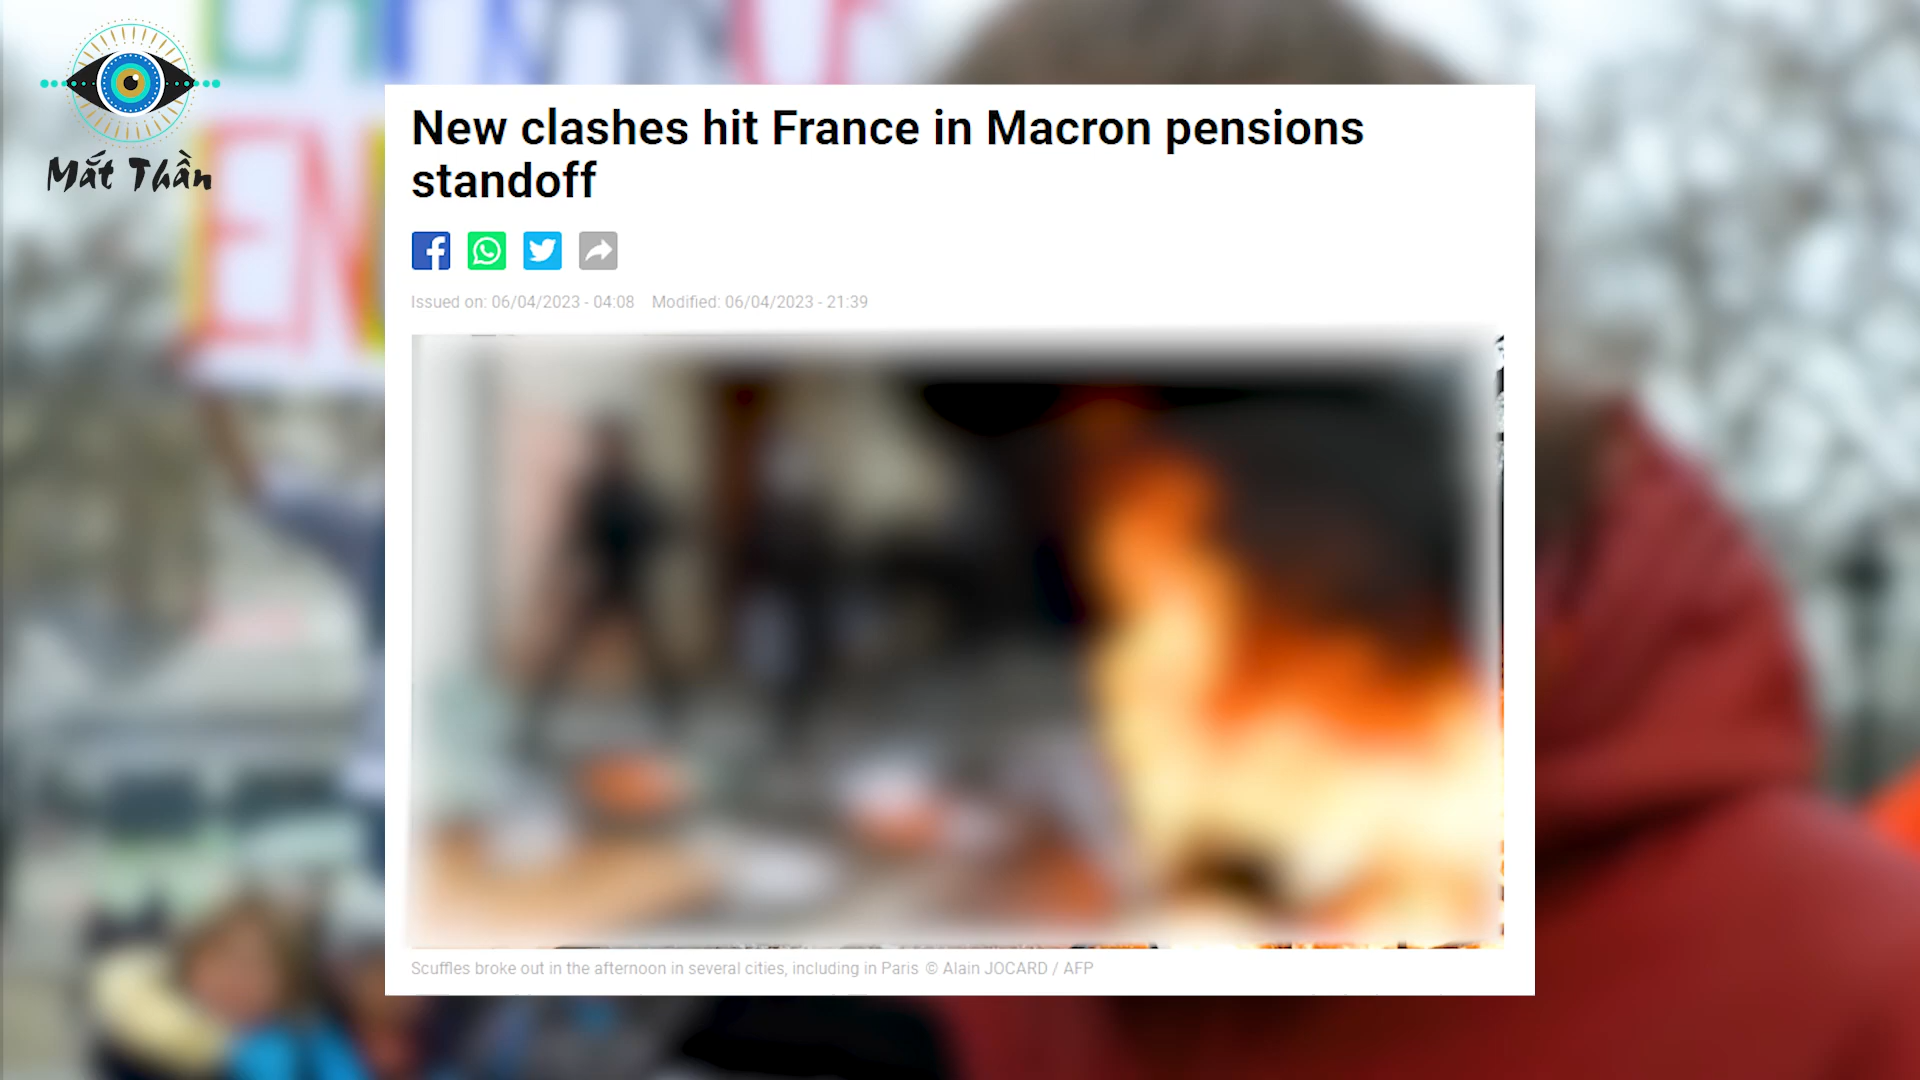 Mắt Thần
New clashes hit France in Macron pensions
standoff
Issued on: 06/04/2023 - 04:08 Modified: 06/04/2023 - 21:39
Scuffles broke out in the afternoon in several cities, including in Paris © Alain JOCARD / AFP